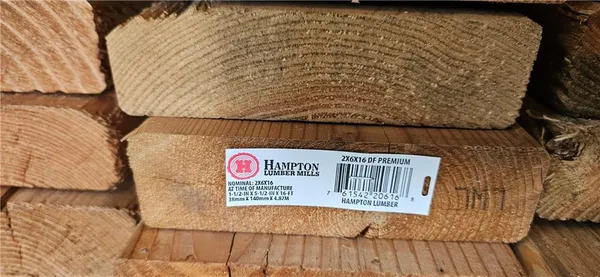 H HAMPTON
LUMBER MILLS
NOMINAL: 2X6X16
AT TIME OF MANUFACTURE
1-1/2-IN X 5-1/2-IN X 16-FT
38mm X 140mm X 4.87M
2X6X16 DF PREMIUM
7 61542 20616 8
HAMPTON LUMBER